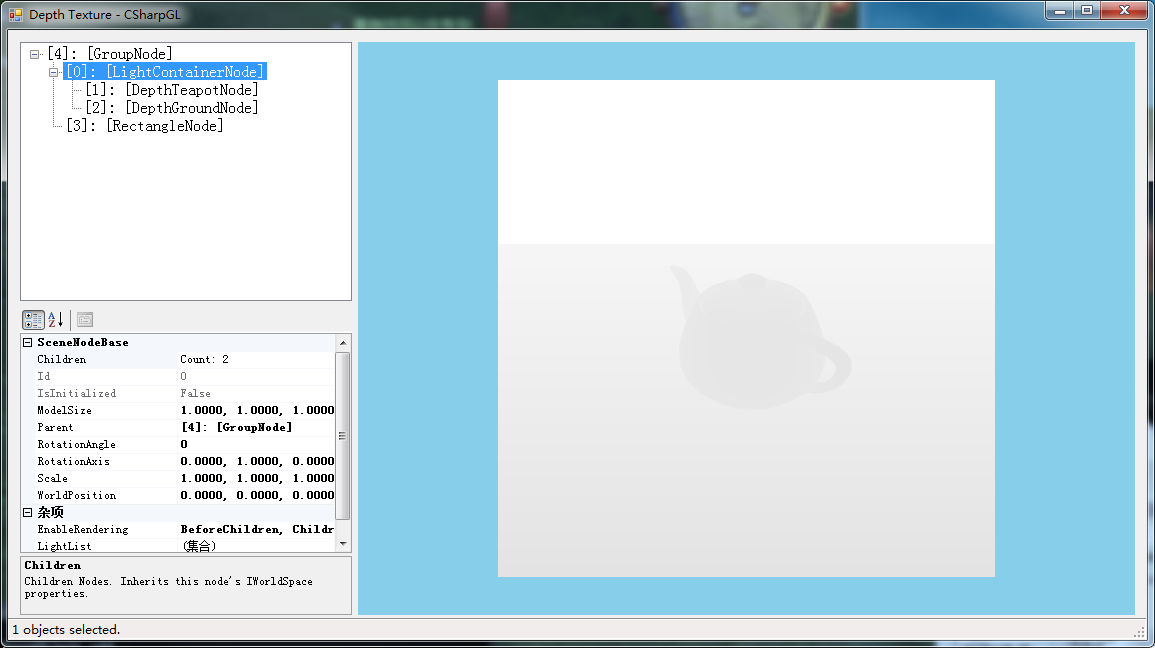 Depth Texture - CSharpGL
[4]: [GroupNode]
[0]: [LightContainerNode]
[1]: [DepthTeapotNode]
[2]: [DepthGroundNode]
[3]: [RectangleNode]
SceneNodeBase
Children Count: 2
Id 0
IsInitialized False
ModelSize 1.0000, 1.0000, 1.0000
Parent [4]: [GroupNode]
RotationAngle 0
RotationAxis 0.0000, 1.0000, 0.0000
Scale 1.0000, 1.0000, 1.0000
WorldPosition 0.0000, 0.0000, 0.0000
杂项
EnableRendering BeforeChildren, Childr
LightList (集合)
Children
Children Nodes. Inherits this node's IWorldSpace
properties.
1 objects selected.